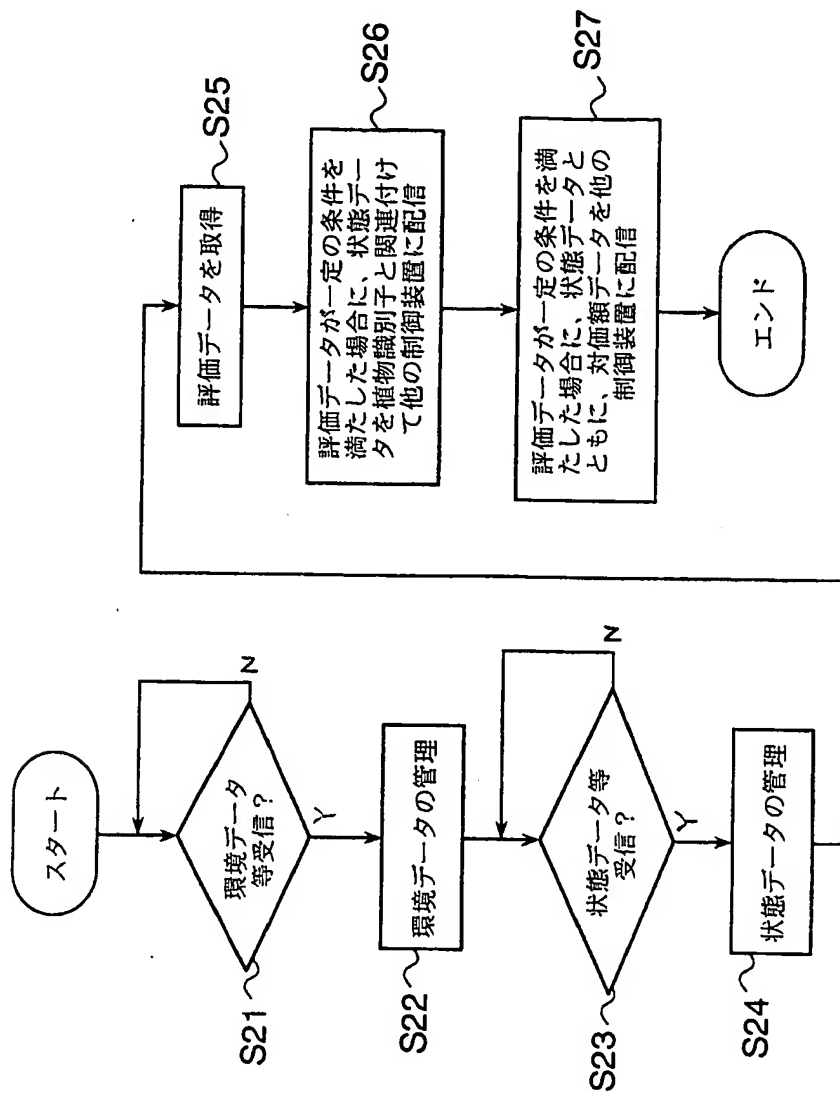 スタート
環境データ
等受信？
N
Y
S21
環境データの管理
S22
状態データ等
受信？
N
Y
S23
状態データの管理
S24
評価データを取得
S25
評価データが一定の条件を
満たした場合に、状態デー
タを植物識別子と関連付け
て他の制御装置に配信
S26
評価データが一定の条件を満
たした場合に、状態データと
ともに、対価額データを他の
制御装置に配信
S27
エンド